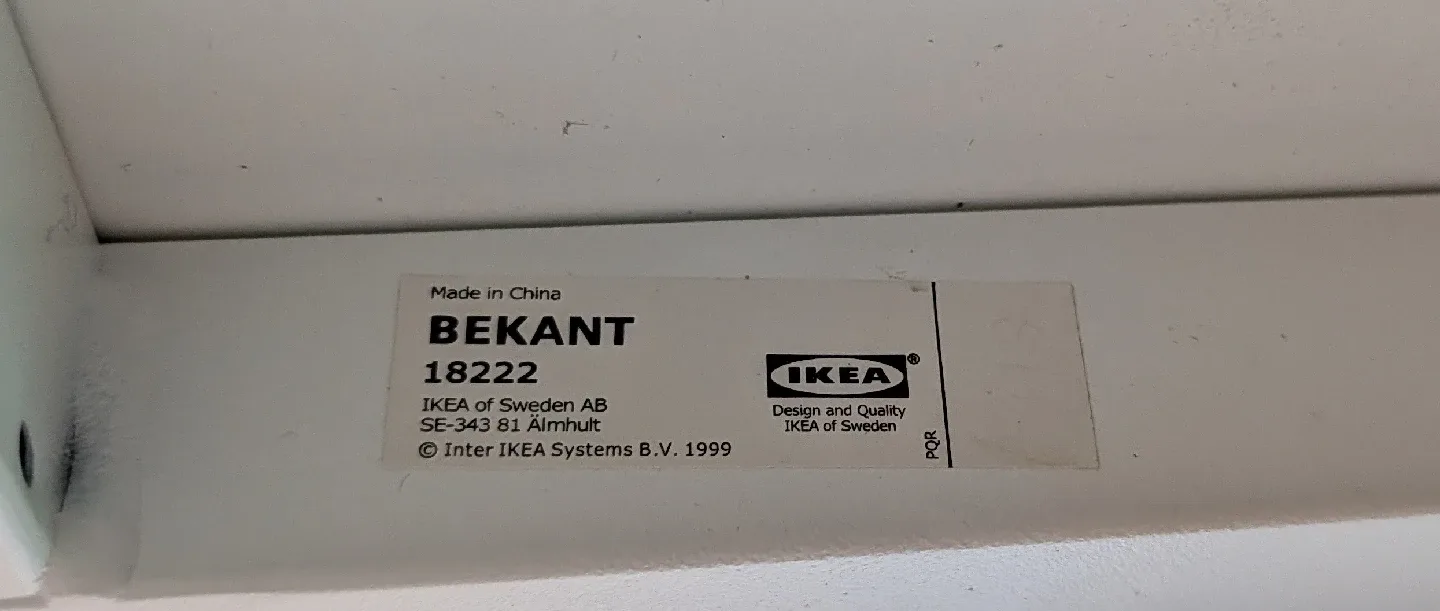 Made in China
BEKANT
18222
IKEA of Sweden AB
SE-343 81 Älmhult
© Inter IKEA Systems B.V. 1999
IKEA®
Design and Quality
IKEA of Sweden
PQR